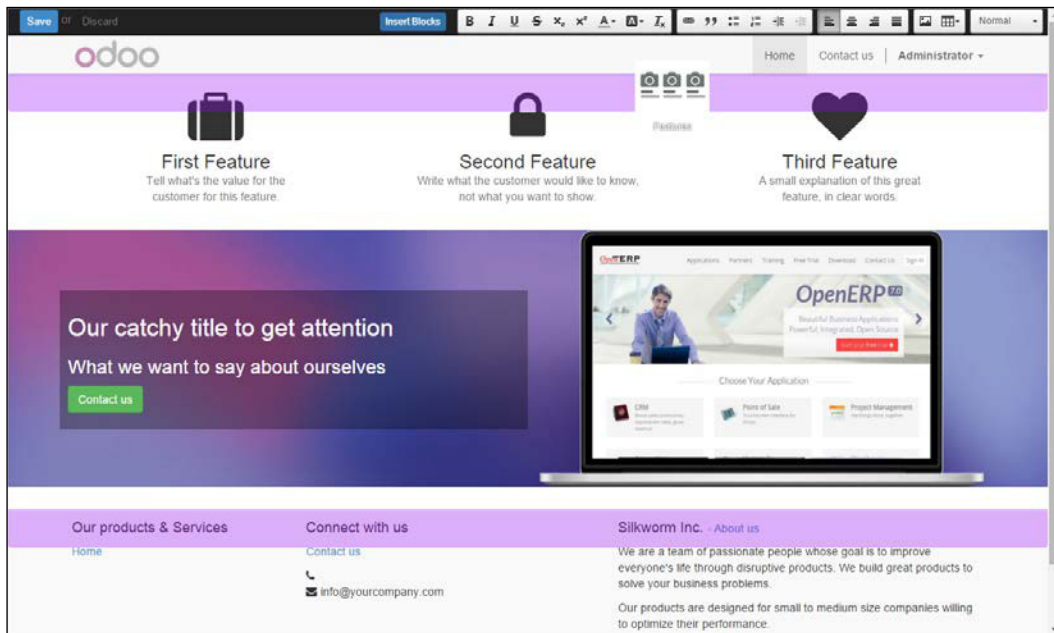 Save or Discard Insert Blocks B I U S x₂ x² A A Tx Normal
odoo Home Contact us Administrator
Features
First Feature Second Feature Third Feature
Tell what's the value for the Write what the customer would like to know, A small explanation of this great
customer for this feature. not what you want to show. feature, in clear words.
OpenERP Applications Partners Training Free Trial Download Contact Us Sign in
OpenERP 7.0
Beautiful Business Applications
Powerful, Integrated, Open Source
Our catchy title to get attention
What we want to say about ourselves
Contact us
Choose Your Application
CRM Point of Sale Project Management
Our products & Services Connect with us Silkworm Inc. - About us
Home Contact us We are a team of passionate people whose goal is to improve
everyone's life through disruptive products. We build great products to
info@yourcompany.com solve your business problems.
Our products are designed for small to medium size companies willing
to optimize their performance.